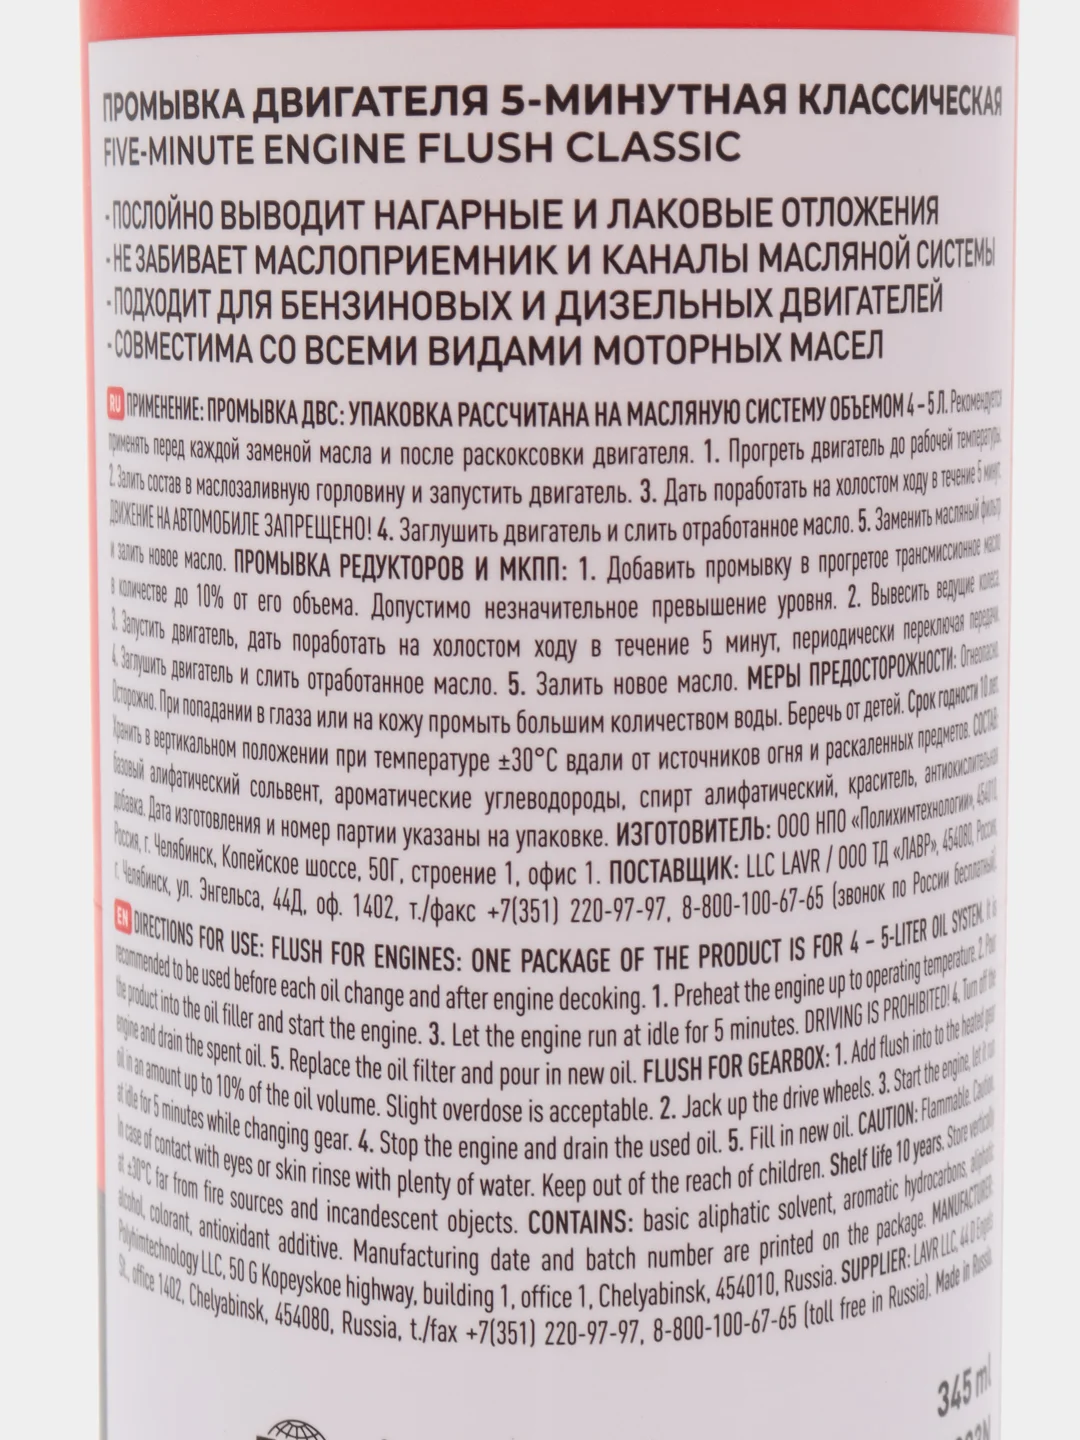 ПРОМЫВКА ДВИГАТЕЛЯ 5-МИНУТНАЯ КЛАССИЧЕСКАЯ
FIVE-MINUTE ENGINE FLUSH CLASSIC
- ПОСЛОЙНО ВЫВОДИТ НАГАРНЫЕ И ЛАКОВЫЕ ОТЛОЖЕНИЯ
- НЕ ЗАБИВАЕТ МАСЛОПРИЕМНИК И КАНАЛЫ МАСЛЯНОЙ СИСТЕМЫ
- ПОДХОДИТ ДЛЯ БЕНЗИНОВЫХ И ДИЗЕЛЬНЫХ ДВИГАТЕЛЕЙ
- СОВМЕСТИМА СО ВСЕМИ ВИДАМИ МОТОРНЫХ МАСЕЛ
RU ПРИМЕНЕНИЕ: ПРОМЫВКА ДВС: УПАКОВКА РАССЧИТАНА НА МАСЛЯНУЮ СИСТЕМУ ОБЪЕМОМ 4 – 5 Л. Рекомендуется
применять перед каждой заменой масла и после раскоксовки двигателя. 1. Прогреть двигатель до рабочей температуры.
2. Залить состав в маслозаливную горловину и запустить двигатель. 3. Дать поработать на холостом ходу в течение 5 минут.
ДВИЖЕНИЕ НА АВТОМОБИЛЕ ЗАПРЕЩЕНО! 4. Заглушить двигатель и слить отработанное масло. 5. Заменить масляный фильтр
и залить новое масло. ПРОМЫВКА РЕДУКТОРОВ И МКПП: 1. Добавить промывку в прогретое трансмиссионное масло
в количестве до 10% от его объема. Допустимо незначительное превышение уровня. 2. Вывесить ведущие колеса.
3. Запустить двигатель, дать поработать на холостом ходу в течение 5 минут, периодически переключая передачи.
4. Заглушить двигатель и слить отработанное масло. 5. Залить новое масло. МЕРЫ ПРЕДОСТОРОЖНОСТИ: Огнеопасно.
Осторожно. При попадании в глаза или на кожу промыть большим количеством воды. Беречь от детей. Срок годности 10 лет.
Хранить в вертикальном положении при температуре ±30°С вдали от источников огня и раскаленных предметов. СОСТАВ:
базовый алифатический сольвент, ароматические углеводороды, спирт алифатический, краситель, антиокислительная
добавка. Дата изготовления и номер партии указаны на упаковке. ИЗГОТОВИТЕЛЬ: ООО НПО «Полихимтехнологии», 454010,
Россия, г. Челябинск, Копейское шоссе, 50Г, строение 1, офис 1. ПОСТАВЩИК: LLC LAVR / ООО ТД «ЛАВР», 454080, Россия,
г. Челябинск, ул. Энгельса, 44Д, оф. 1402, т./факс +7(351) 220-97-97, 8-800-100-67-65 (звонок по России бесплатный).
EN DIRECTIONS FOR USE: FLUSH FOR ENGINES: ONE PACKAGE OF THE PRODUCT IS FOR 4 – 5-LITER OIL SYSTEM. It is
recommended to be used before each oil change and after engine decoking. 1. Preheat the engine up to operating temperature. 2. Pour
the product into the oil filler and start the engine. 3. Let the engine run at idle for 5 minutes. DRIVING IS PROHIBITED! 4. Turn off the
engine and drain the spent oil. 5. Replace the oil filter and pour in new oil. FLUSH FOR GEARBOX: 1. Add flush into to the heated gear
oil in an amount up to 10% of the oil volume. Slight overdose is acceptable. 2. Jack up the drive wheels. 3. Start the engine, let it run
at idle for 5 minutes while changing gear. 4. Stop the engine and drain the used oil. 5. Fill in new oil. CAUTION: Flammable. Caution.
In case of contact with eyes or skin rinse with plenty of water. Keep out of the reach of children. Shelf life 10 years. Store vertically
at ±30°C far from fire sources and incandescent objects. CONTAINS: basic aliphatic solvent, aromatic hydrocarbons, aliphatic
alcohol, colorant, antioxidant additive. Manufacturing date and batch number are printed on the package. MANUFACTURER:
Polyhimtechnology LLC, 50 G Kopeyskoe highway, building 1, office 1, Chelyabinsk, 454010, Russia. SUPPLIER: LAVR LLC, 44 D Engels
St., office 1402, Chelyabinsk, 454080, Russia, t./fax +7(351) 220-97-97, 8-800-100-67-65 (toll free in Russia). Made in Russia.
345 ml